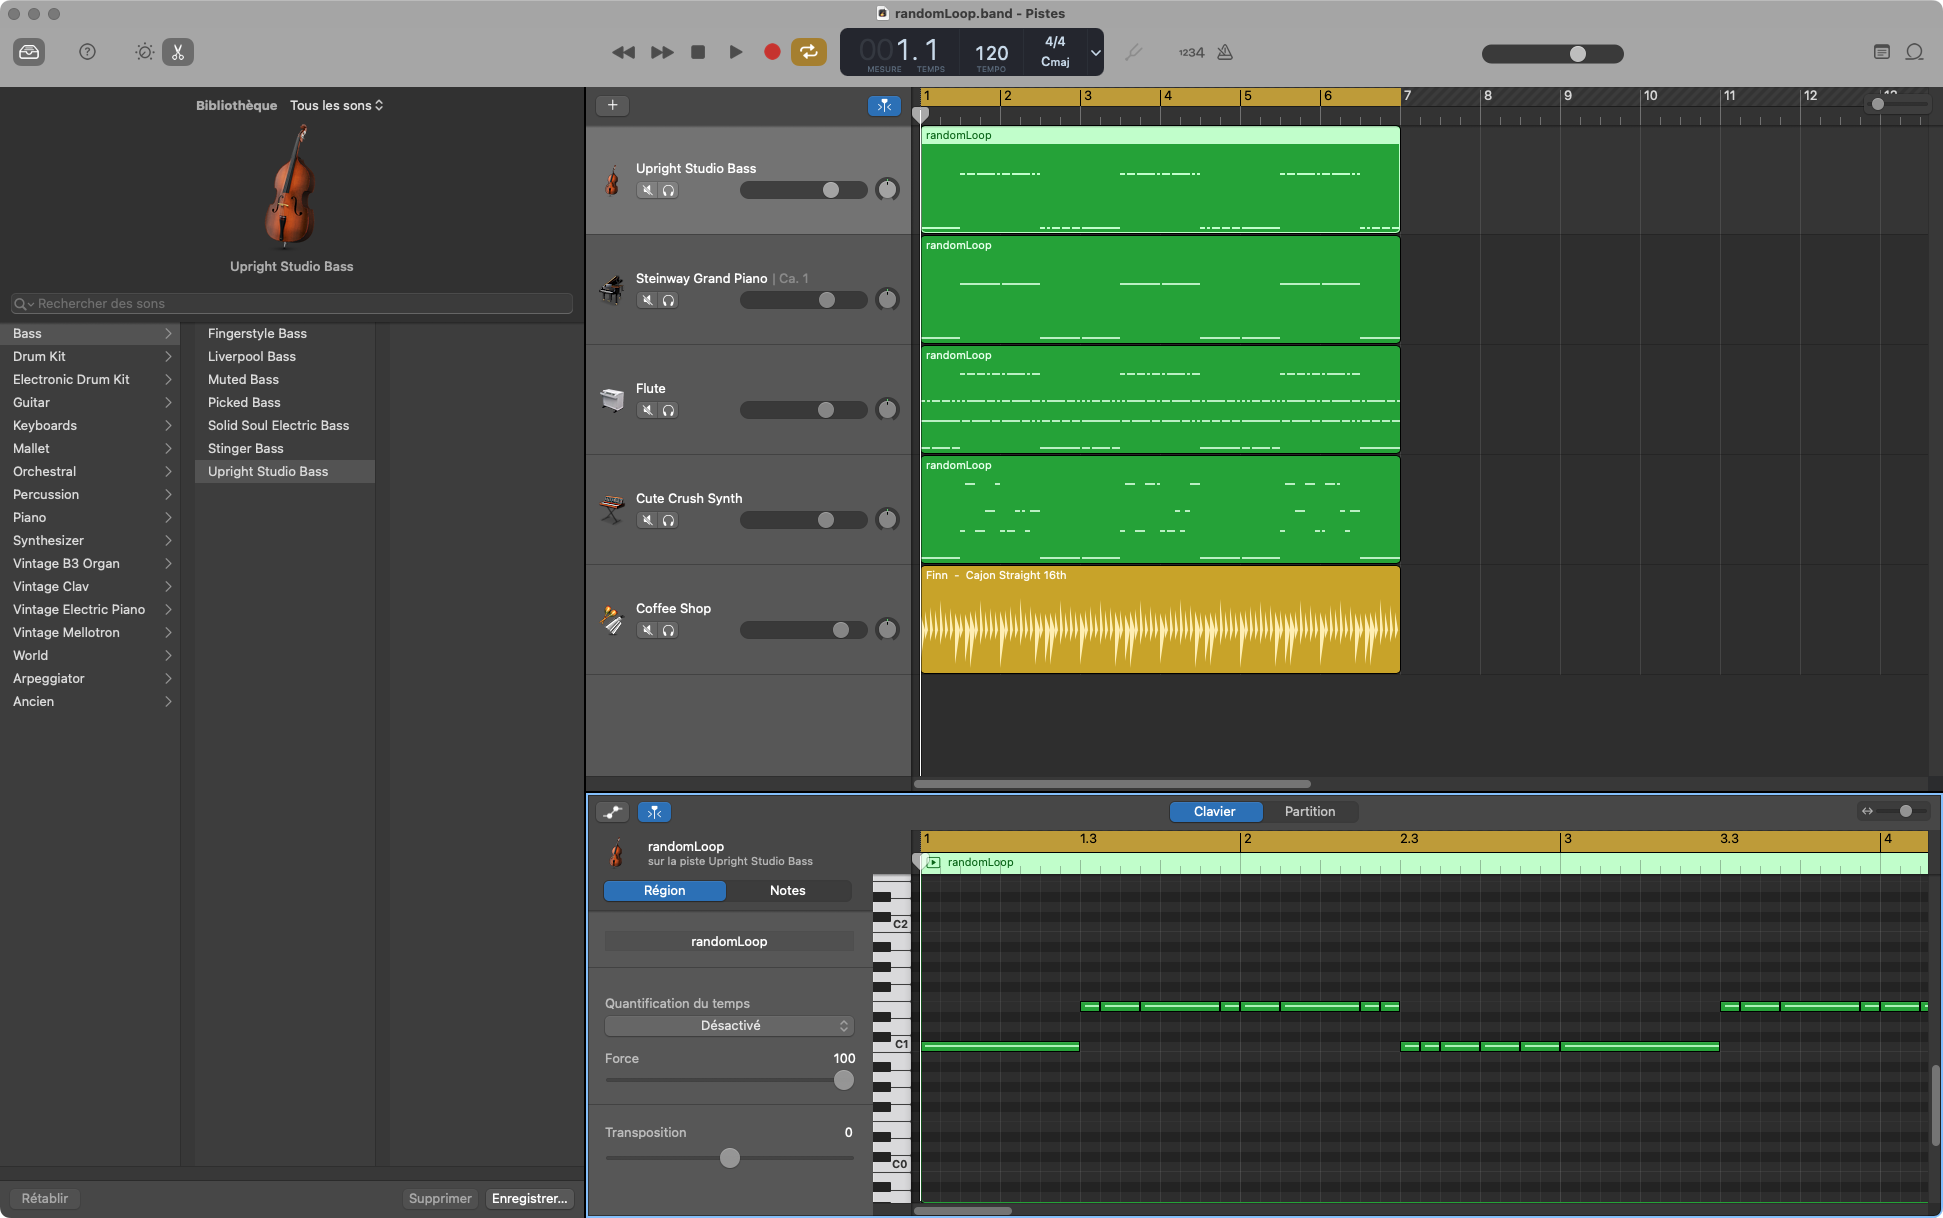 randomLoop.band - Pistes
1234
001.1
MESURE
TEMPS
120
TEMPO
4/4
Cmaj
Bibliothèque
Tous les sons
Upright Studio Bass
Rechercher des sons
Bass
Drum Kit
Electronic Drum Kit
Guitar
Keyboards
Mallet
Orchestral
Percussion
Piano
Synthesizer
Vintage B3 Organ
Vintage Clav
Vintage Electric Piano
Vintage Mellotron
World
Arpeggiator
Ancien
Fingerstyle Bass
Liverpool Bass
Muted Bass
Picked Bass
Solid Soul Electric Bass
Stinger Bass
Upright Studio Bass
Rétablir
Supprimer
Enregistrer...
1 2 3 4 5 6 7 8 9 10 11 12
Upright Studio Bass
randomLoop
Steinway Grand Piano | Ca. 1
randomLoop
Flute
randomLoop
Cute Crush Synth
randomLoop
Coffee Shop
Finn - Cajon Straight 16th
Clavier
Partition
randomLoop
sur la piste Upright Studio Bass
Région
Notes
randomLoop
Quantification du temps
Désactivé
Force
100
Transposition
0
1 1.3 2 2.3 3 3.3 4
randomLoop
C2
C1
C0